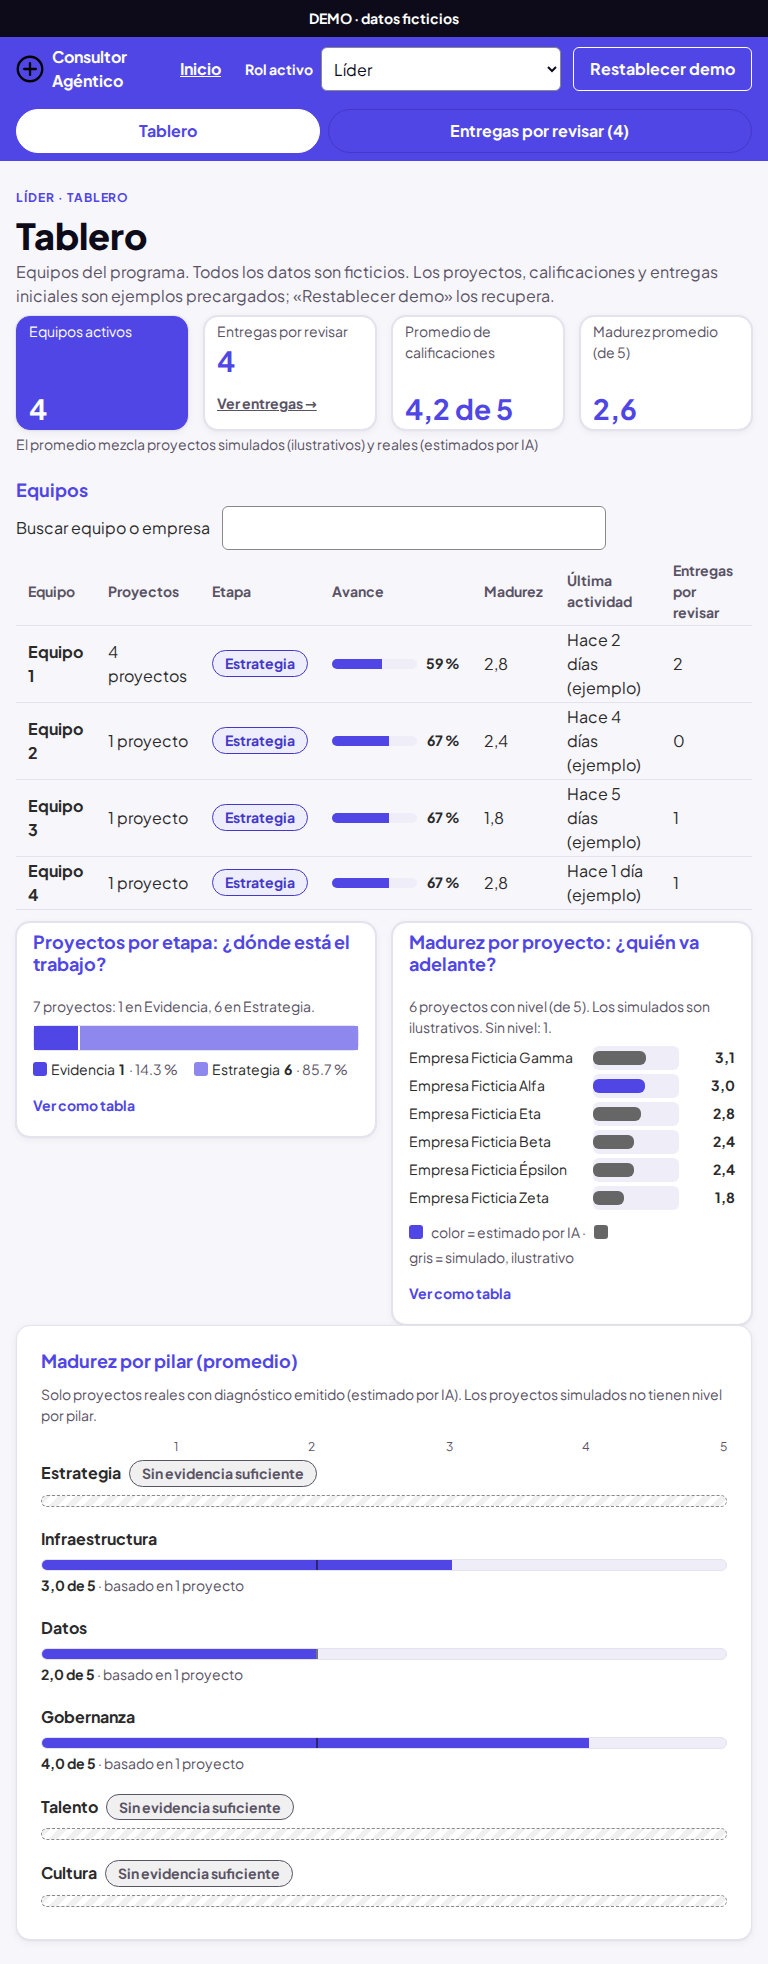 DEMO · datos ficticios
Consultor
Agéntico
Inicio
Rol activo
Líder
Restablecer demo
Tablero
Entregas por revisar (4)
LÍDER · TABLERO
Tablero
Equipos del programa. Todos los datos son ficticios. Los proyectos, calificaciones y entregas
iniciales son ejemplos precargados; «Restablecer demo» los recupera.
Equipos activos
4
Entregas por revisar
4
Ver entregas →
Promedio de
calificaciones
4,2 de 5
Madurez promedio
(de 5)
2,6
El promedio mezcla proyectos simulados (ilustrativos) y reales (estimados por IA)
Equipos
Buscar equipo o empresa
Equipo Proyectos Etapa Avance Madurez Última actividad Entregas por revisar
Equipo 1 4 proyectos Estrategia 59 % 2,8 Hace 2 días (ejemplo) 2
Equipo 2 1 proyecto Estrategia 67 % 2,4 Hace 4 días (ejemplo) 0
Equipo 3 1 proyecto Estrategia 67 % 1,8 Hace 5 días (ejemplo) 1
Equipo 4 1 proyecto Estrategia 67 % 2,8 Hace 1 día (ejemplo) 1
Proyectos por etapa: ¿dónde está el
trabajo?
7 proyectos: 1 en Evidencia, 6 en Estrategia.
Evidencia 1 · 14.3 % Estrategia 6 · 85.7 %
Ver como tabla
Madurez por proyecto: ¿quién va
adelante?
6 proyectos con nivel (de 5). Los simulados son
ilustrativos. Sin nivel: 1.
Empresa Ficticia Gamma 3,1
Empresa Ficticia Alfa 3,0
Empresa Ficticia Eta 2,8
Empresa Ficticia Beta 2,4
Empresa Ficticia Épsilon 2,4
Empresa Ficticia Zeta 1,8
color = estimado por IA ·
gris = simulado, ilustrativo
Ver como tabla
Madurez por pilar (promedio)
Solo proyectos reales con diagnóstico emitido (estimado por IA). Los proyectos simulados no tienen nivel
por pilar.
1 2 3 4 5
Estrategia Sin evidencia suficiente
Infraestructura
3,0 de 5 · basado en 1 proyecto
Datos
2,0 de 5 · basado en 1 proyecto
Gobernanza
4,0 de 5 · basado en 1 proyecto
Talento Sin evidencia suficiente
Cultura Sin evidencia suficiente